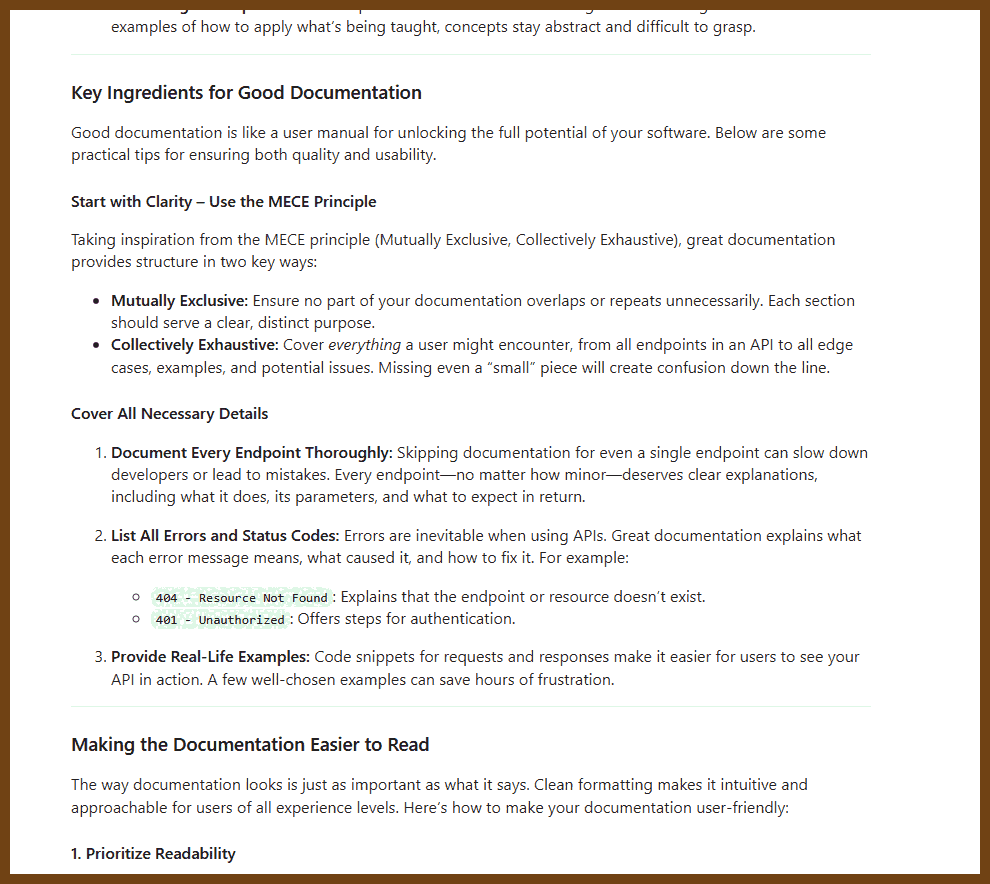 examples of how to apply what's being taught, concepts stay abstract and difficult to grasp.
Key Ingredients for Good Documentation
Good documentation is like a user manual for unlocking the full potential of your software. Below are some
practical tips for ensuring both quality and usability.
Start with Clarity – Use the MECE Principle
Taking inspiration from the MECE principle (Mutually Exclusive, Collectively Exhaustive), great documentation
provides structure in two key ways:
• Mutually Exclusive: Ensure no part of your documentation overlaps or repeats unnecessarily. Each section
should serve a clear, distinct purpose.
• Collectively Exhaustive: Cover everything a user might encounter, from all endpoints in an API to all edge
cases, examples, and potential issues. Missing even a “small” piece will create confusion down the line.
Cover All Necessary Details
1. Document Every Endpoint Thoroughly: Skipping documentation for even a single endpoint can slow down
developers or lead to mistakes. Every endpoint—no matter how minor—deserves clear explanations,
including what it does, its parameters, and what to expect in return.
2. List All Errors and Status Codes: Errors are inevitable when using APIs. Great documentation explains what
each error message means, what caused it, and how to fix it. For example:
○ 404 - Resource Not Found: Explains that the endpoint or resource doesn't exist.
○ 401 - Unauthorized: Offers steps for authentication.
3. Provide Real-Life Examples: Code snippets for requests and responses make it easier for users to see your
API in action. A few well-chosen examples can save hours of frustration.
Making the Documentation Easier to Read
The way documentation looks is just as important as what it says. Clean formatting makes it intuitive and
approachable for users of all experience levels. Here's how to make your documentation user-friendly:
1. Prioritize Readability